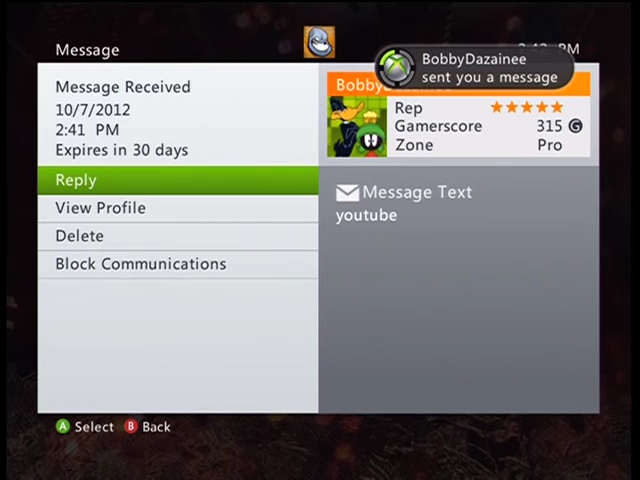 Message
BobbyDazainee
sent you a message
Message Received
10/7/2012
2:41 PM
Expires in 30 days
Reply
View Profile
Delete
Block Communications
Rep
Gamerscore 315 G
Zone Pro
Message Text
youtube
A Select B Back